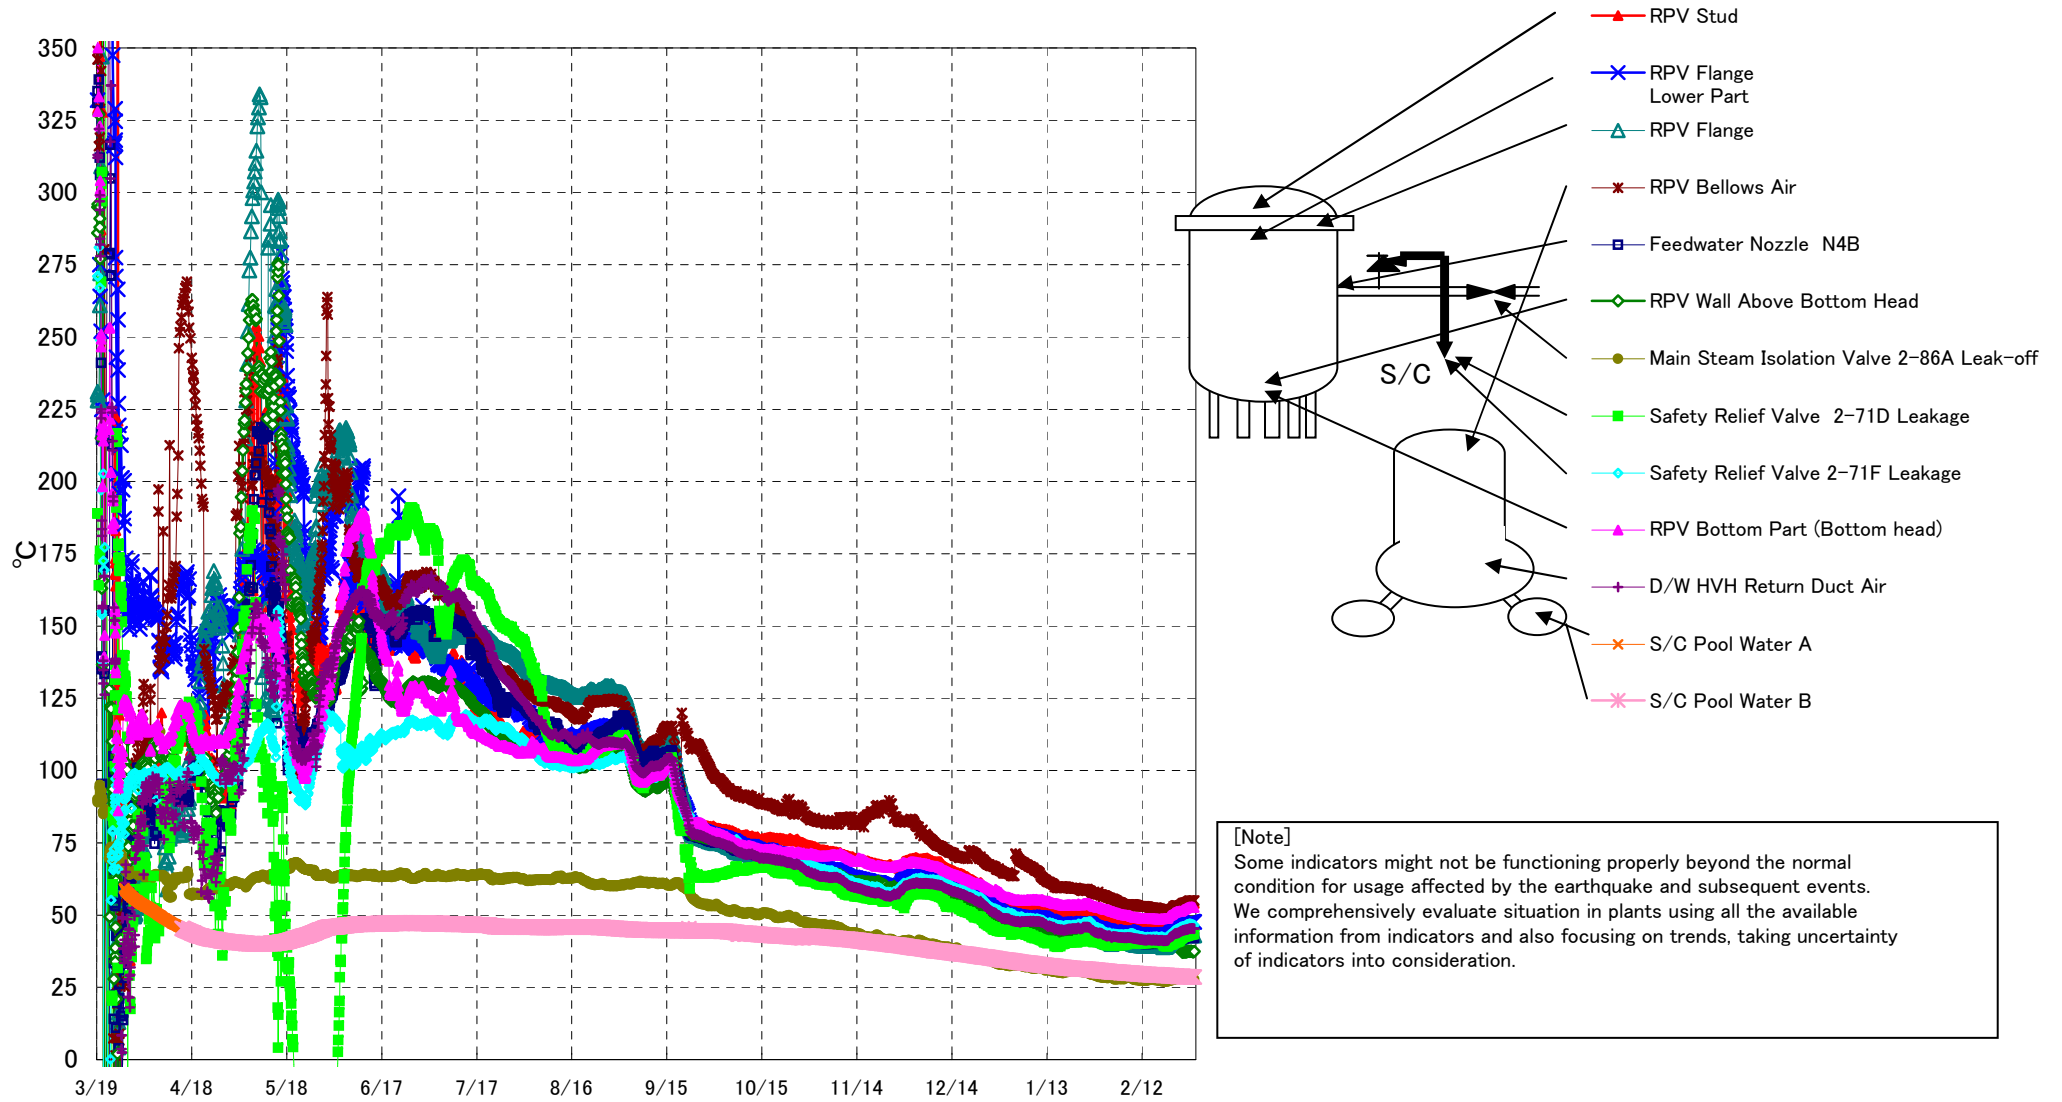 350
325
300
275
250
225
200
175
150
125
100
75
50
25
0
℃
3/19 4/18 5/18 6/17 7/17 8/16 9/15 10/15 11/14 12/14 1/13 2/12
RPV Stud
RPV Flange
Lower Part
RPV Flange
RPV Bellows Air
Feedwater Nozzle N4B
RPV Wall Above Bottom Head
Main Steam Isolation Valve 2-86A Leak-off
Safety Relief Valve 2-71D Leakage
Safety Relief Valve 2-71F Leakage
RPV Bottom Part (Bottom head)
D/W HVH Return Duct Air
S/C Pool Water A
S/C Pool Water B
S/C
[Note]
Some indicators might not be functioning properly beyond the normal
condition for usage affected by the earthquake and subsequent events.
We comprehensively evaluate situation in plants using all the available
information from indicators and also focusing on trends, taking uncertainty
of indicators into consideration.